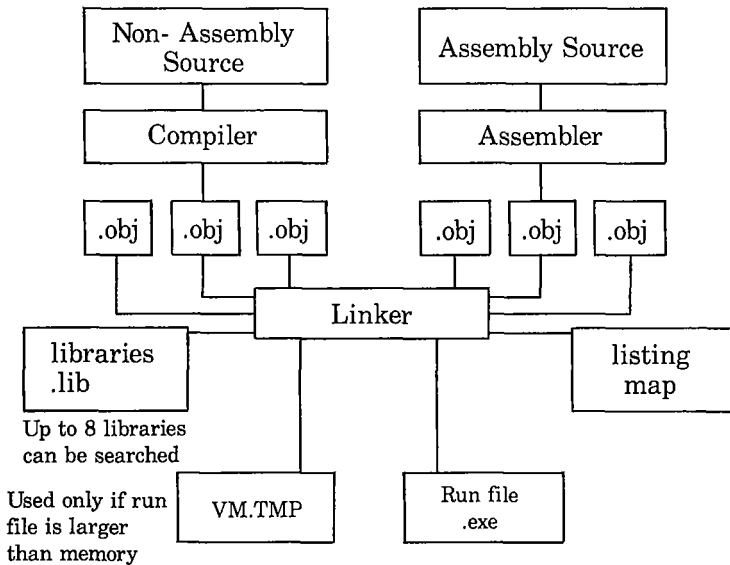 Non- Assembly
Source
Assembly Source
Compiler
Assembler
.obj
.obj
.obj
.obj
.obj
.obj
Linker
libraries
.lib
listing
map
Up to 8 libraries
can be searched
Used only if run
file is larger
than memory
VM.TMP
Run file
.exe